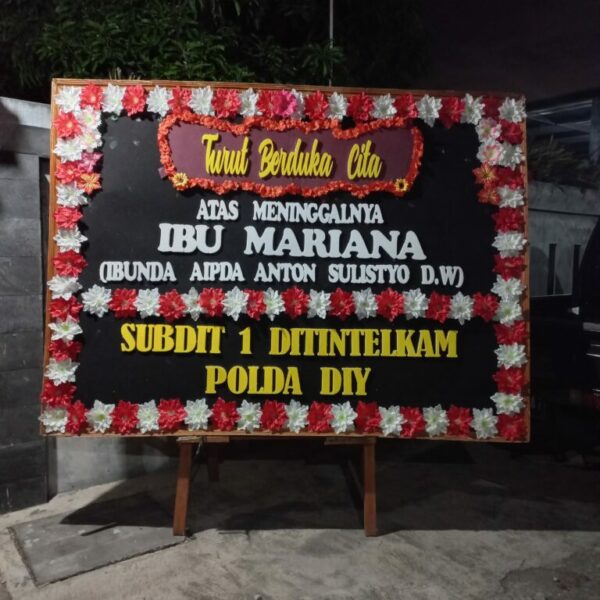 Turut Berduka Cita
ATAS MENINGGALNYA
IBU MARIANA
(IBUNDA AIPDA ANTON SULISTYO D.W)
SUBDIT 1 DITINTELKAM
POLDA DIY